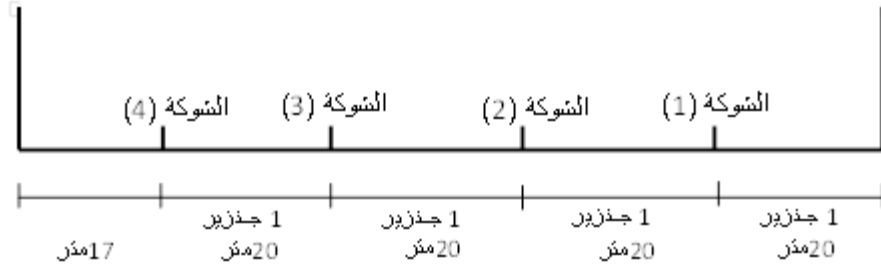 الشوكة (1) الشوكة (2) الشوكة (3) الشوكة (4)
1 جنزير 1 جنزير 1 جنزير 1 جنزير
20متر 20متر 20متر 20متر 17متر